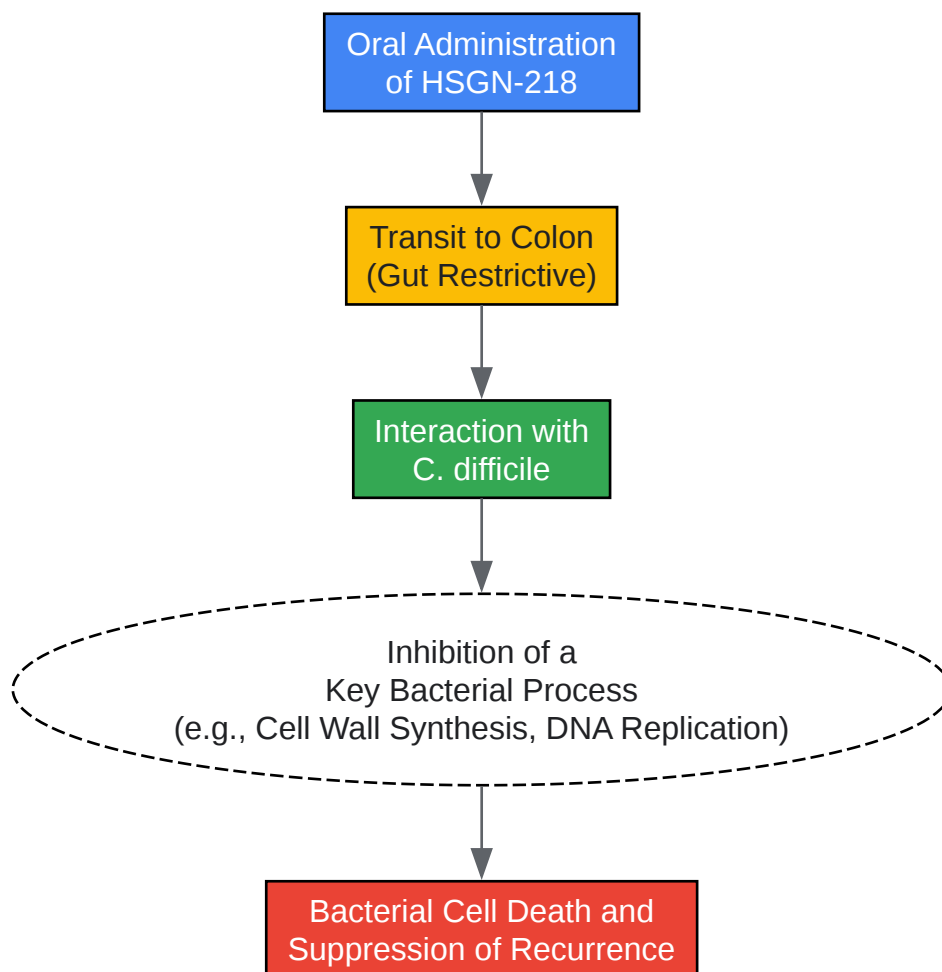 Oral Administration
of HSGN-218
Transit to Colon
(Gut Restrictive)
Interaction with
C. difficile
Inhibition of a
Key Bacterial Process
(e.g., Cell Wall Synthesis, DNA Replication)
Bacterial Cell Death and
Suppression of Recurrence